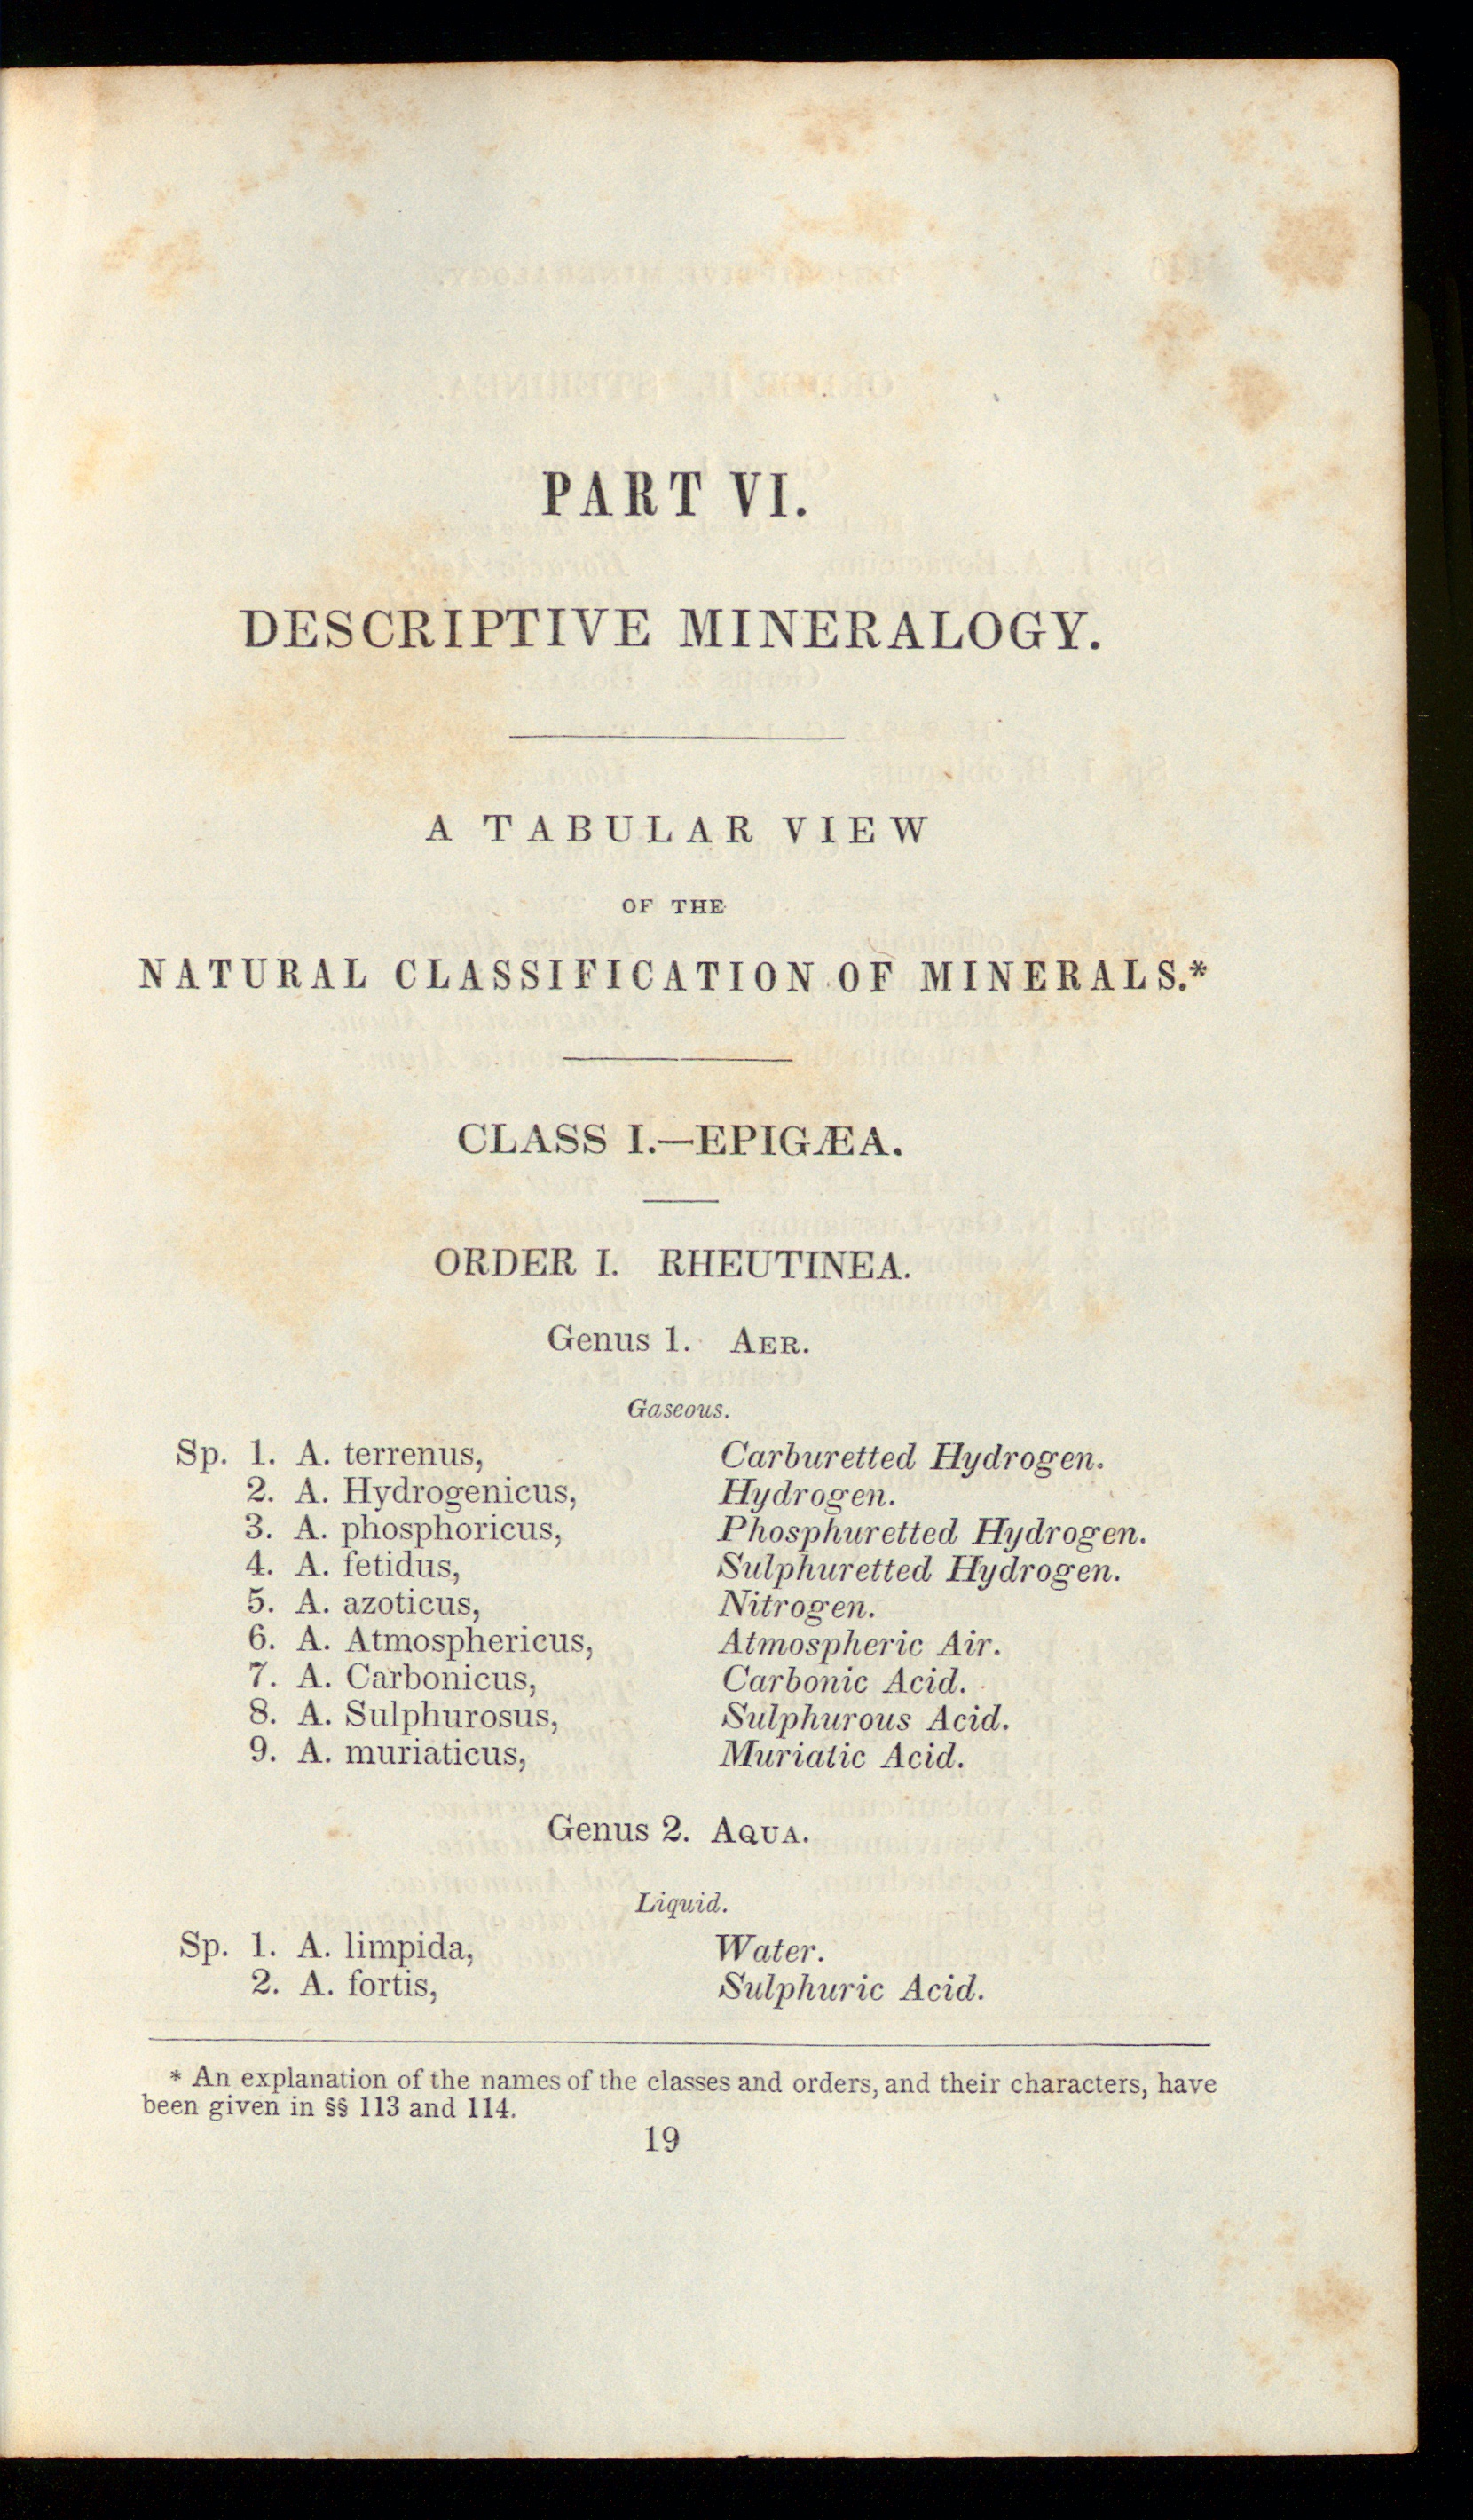 PART VI.
DESCRIPTIVE MINERALOGY.
A TABULAR VIEW
OF THE
NATURAL CLASSIFICATION OF MINERALS.*
CLASS I.—EPIGÆA.
ORDER I. RHEUTINEA.
Genus 1. AER.
Gaseous.
Sp. 1. A. terrenus, Carburetted Hydrogen.
2. A. Hydrogenicus, Hydrogen.
3. A. phosphoricus, Phosphuretted Hydrogen.
4. A. fetidus, Sulphuretted Hydrogen.
5. A. azoticus, Nitrogen.
6. A. Atmosphericus, Atmospheric Air.
7. A. Carbonicus, Carbonic Acid.
8. A. Sulphurosus, Sulphurous Acid.
9. A. muriaticus, Muriatic Acid.
Genus 2. AQUA.
Liquid.
Sp. 1. A. limpida, Water.
2. A. fortis, Sulphuric Acid.
* An explanation of the names of the classes and orders, and their characters, have
been given in §§ 113 and 114.
19